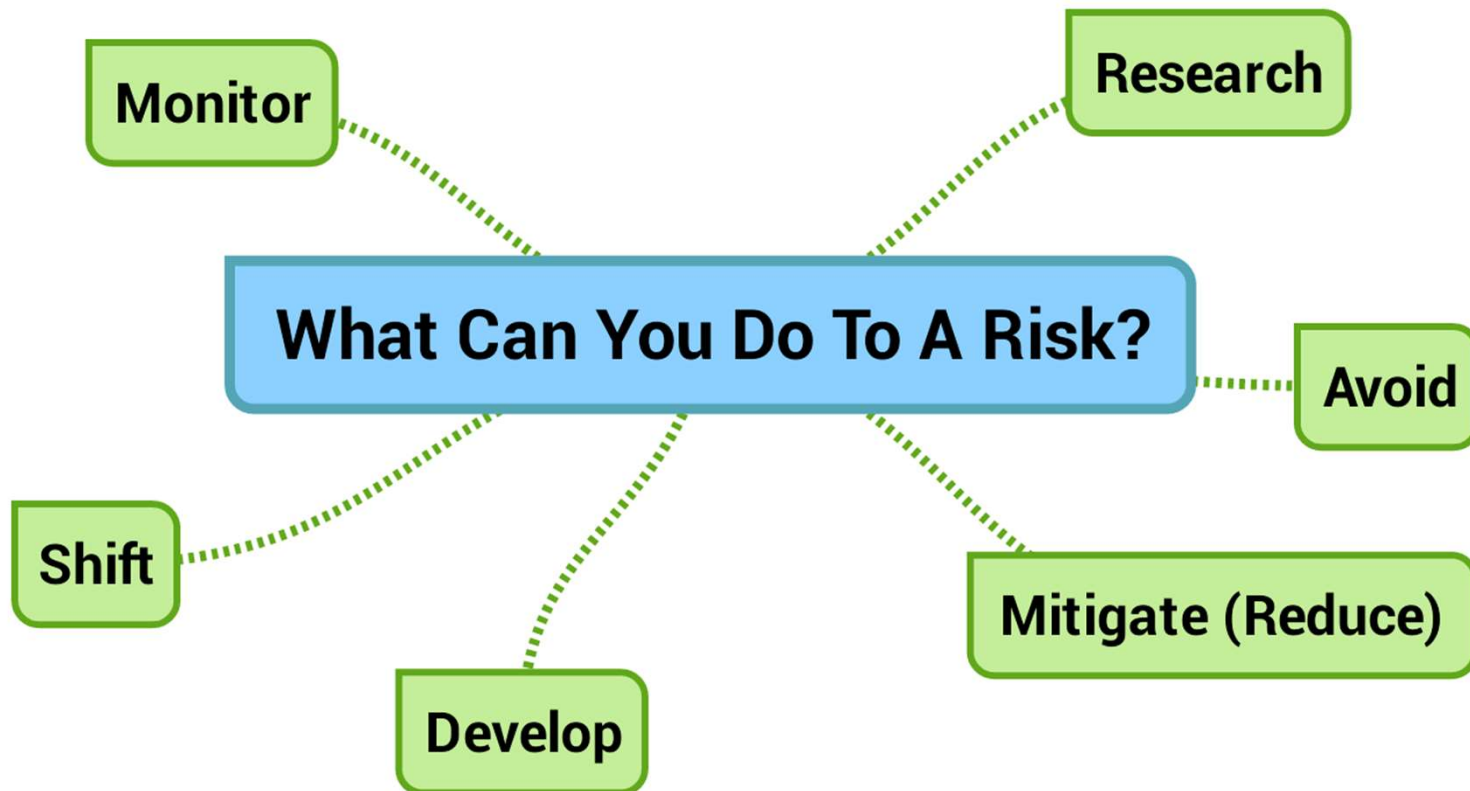 Monitor
Research
What Can You Do To A Risk?
Avoid
Shift
Mitigate (Reduce)
Develop